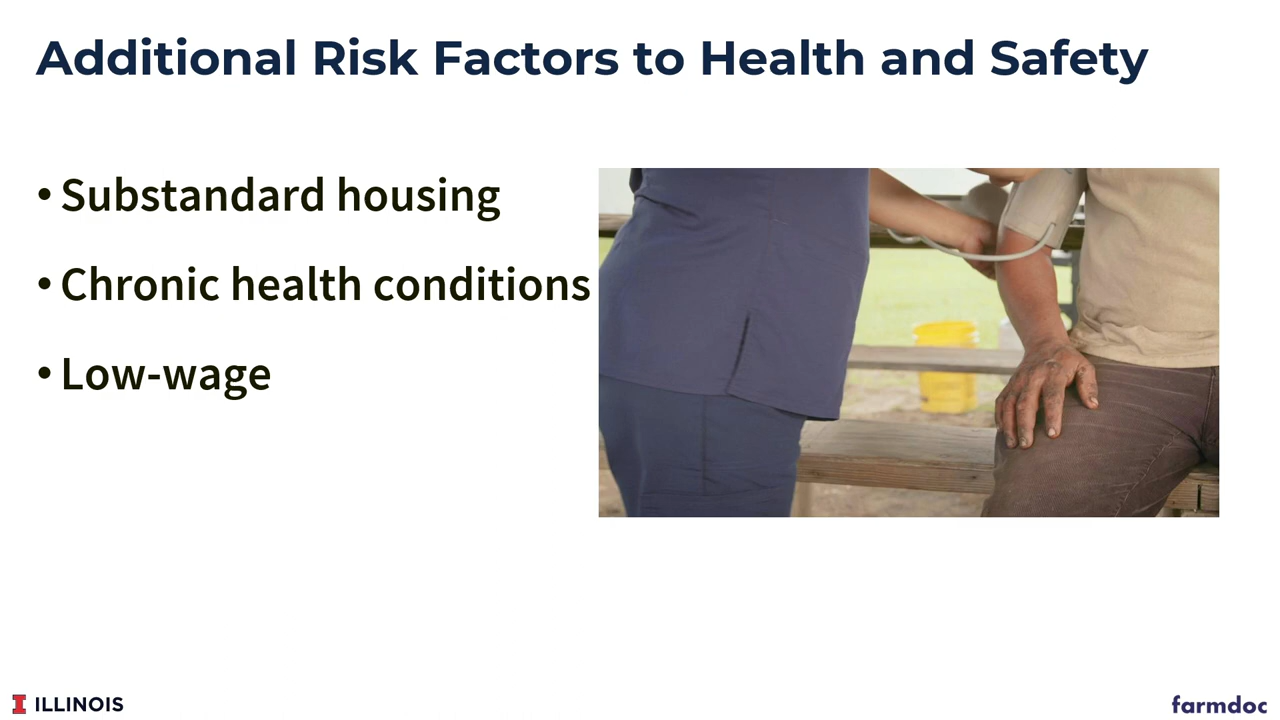 Additional Risk Factors to Health and Safety
• Substandard housing
• Chronic health conditions
• Low-wage
I ILLINOIS
farmdoc